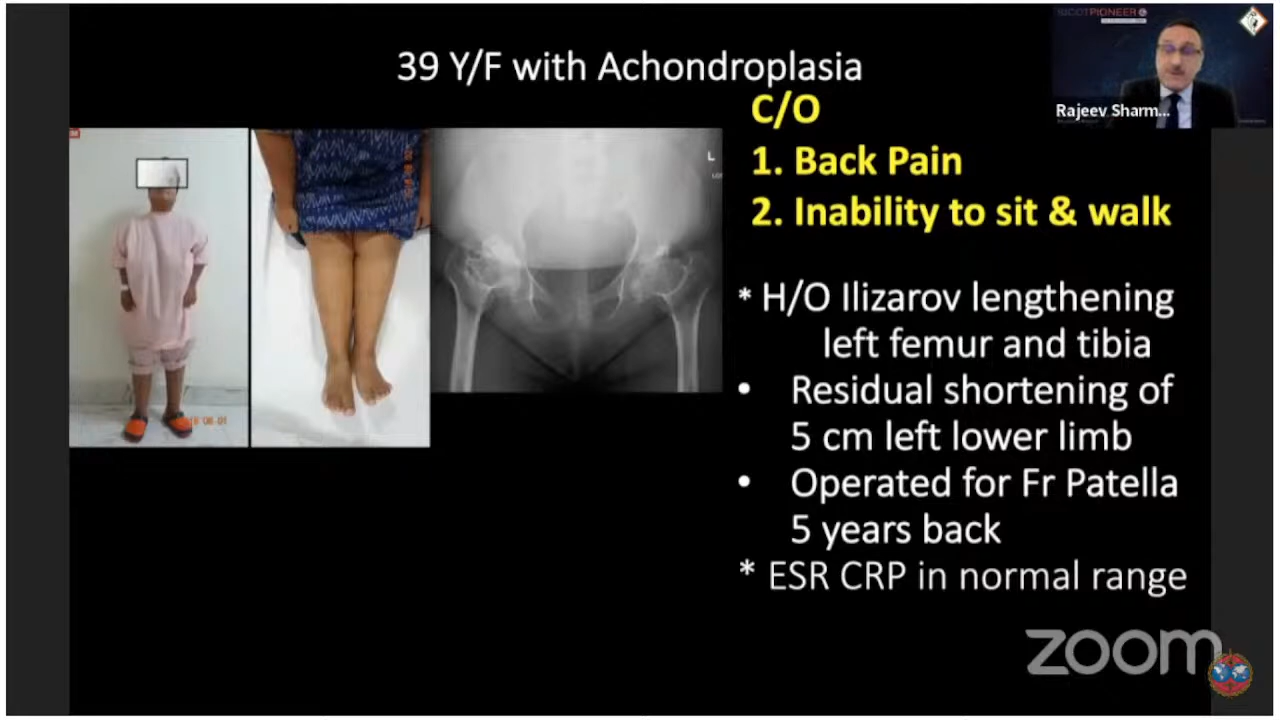 SICOTPIONEER
Rajeev Sharm...
39 Y/F with Achondroplasia
C/O
1. Back Pain
2. Inability to sit & walk
L
* H/O Ilizarov lengthening
left femur and tibia
• Residual shortening of
5 cm left lower limb
• Operated for Fr Patella
5 years back
* ESR CRP in normal range
zoom